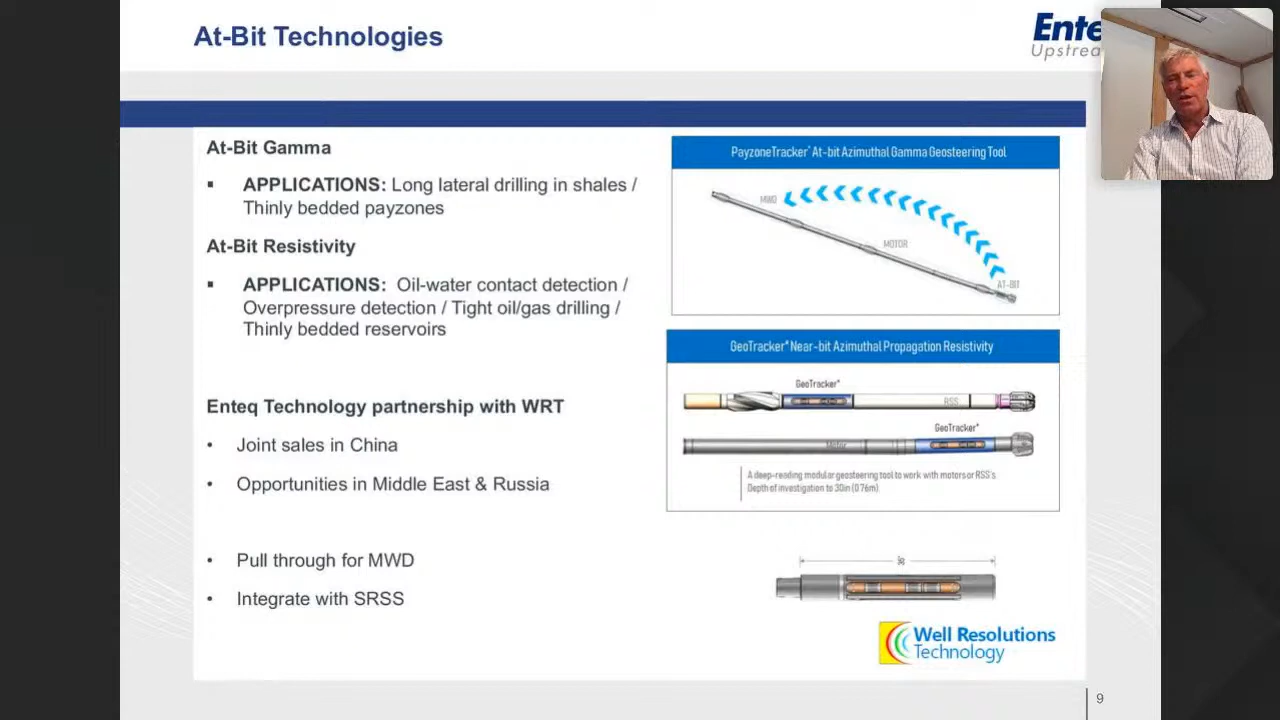 At-Bit Technologies
Ente
Upstrea
At-Bit Gamma
▪ APPLICATIONS: Long lateral drilling in shales /
Thinly bedded payzones
At-Bit Resistivity
▪ APPLICATIONS: Oil-water contact detection /
Overpressure detection / Tight oil/gas drilling /
Thinly bedded reservoirs
Enteq Technology partnership with WRT
• Joint sales in China
• Opportunities in Middle East & Russia
• Pull through for MWD
• Integrate with SRSS
PayzoneTracker® At-bit Azimuthal Gamma Geosteering Tool
MWD
MOTOR
AT-BIT
GeoTracker® Near-bit Azimuthal Propagation Resistivity
GeoTracker®
RSS
GeoTracker®
Motor
A deep-reading modular geosteering tool to work with motors or RSS's
Depth of investigation to 30in (0.76m)
Well Resolutions
Technology
9